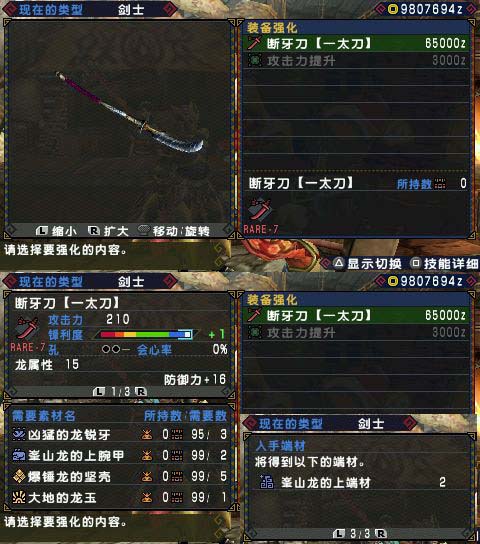 现在的类型 剑士
9807694z
装备强化
断牙刀【一太刀】 65000z
攻击力提升 3000z
断牙刀【一太刀】 所持数 0
RARE-7
L 缩小 R 扩大 移动/旋转
请选择要强化的内容。
△显示切换 □技能详细
现在的类型 剑士
9807694z
断牙刀【一太刀】
攻击力 210
锋利度 +1
RARE-7
孔 ○○一 会心率 0%
龙属性 15
防御力+16
L 1/3 R
装备强化
断牙刀【一太刀】 65000z
攻击力提升 3000z
需要素材名 所持数/需要数
凶猛的龙锐牙 0 95/ 3
峯山龙的上腕甲 0 99/ 2
爆锤龙的坚壳 0 99/ 5
大地的龙玉 0 99/ 1
请选择要强化的内容。
现在的类型 剑士
入手端材
将得到以下的端材。
峯山龙的上端材 2
L 3/3 R